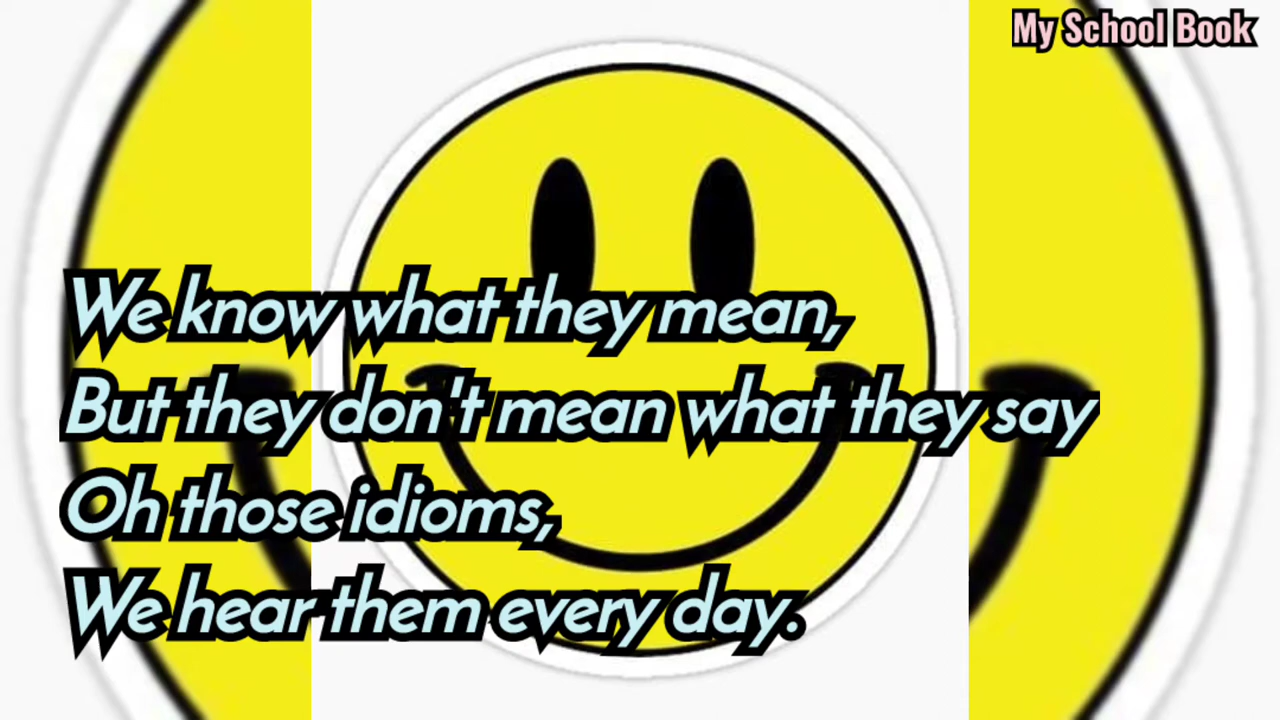 My School Book
We know what they mean,
But they don't mean what they say
Oh those idioms,
We hear them every day.